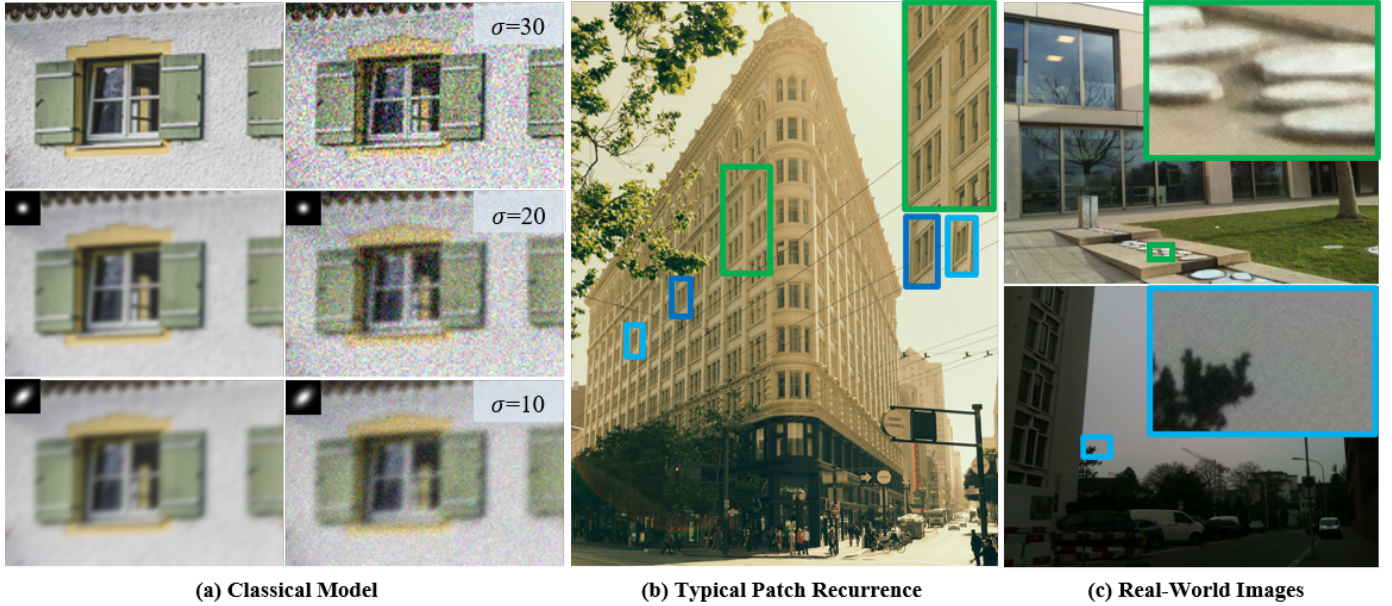 σ=30
σ=20
σ=10
(a) Classical Model
(b) Typical Patch Recurrence
(c) Real-World Images